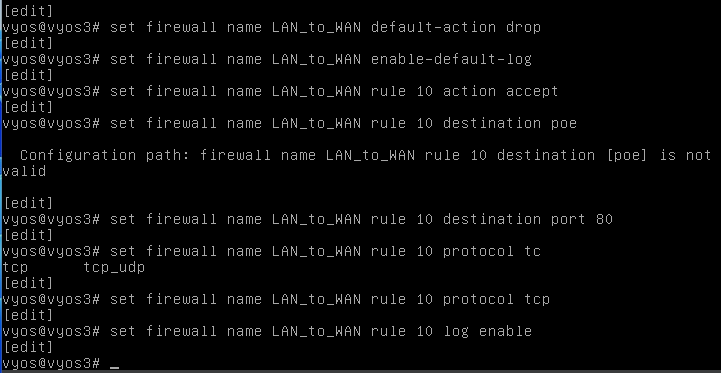 [edit]
vyos@vyos3# set firewall name LAN_to_WAN default-action drop
[edit]
vyos@vyos3# set firewall name LAN_to_WAN enable-default-log
[edit]
vyos@vyos3# set firewall name LAN_to_WAN rule 10 action accept
[edit]
vyos@vyos3# set firewall name LAN_to_WAN rule 10 destination poe
Configuration path: firewall name LAN_to_WAN rule 10 destination [poe] is not
valid
[edit]
vyos@vyos3# set firewall name LAN_to_WAN rule 10 destination port 80
[edit]
vyos@vyos3# set firewall name LAN_to_WAN rule 10 protocol tc
tcp      tcp_udp
[edit]
vyos@vyos3# set firewall name LAN_to_WAN rule 10 protocol tcp
[edit]
vyos@vyos3# set firewall name LAN_to_WAN rule 10 log enable
[edit]
vyos@vyos3# _